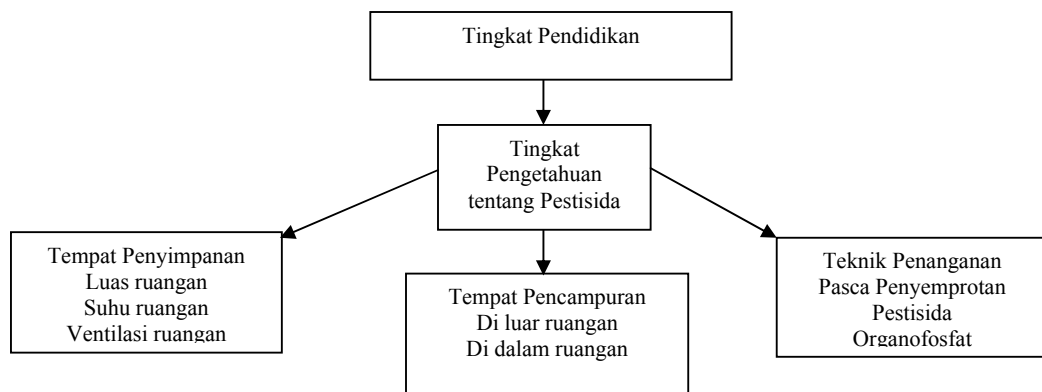 Tingkat Pendidikan
Tingkat
Pengetahuan
tentang Pestisida
Tempat Penyimpanan
Luas ruangan
Suhu ruangan
Ventilasi ruangan
Tempat Pencampuran
Di luar ruangan
Di dalam ruangan
Teknik Penanganan
Pasca Penyemprotan
Pestisida
Organofosfat